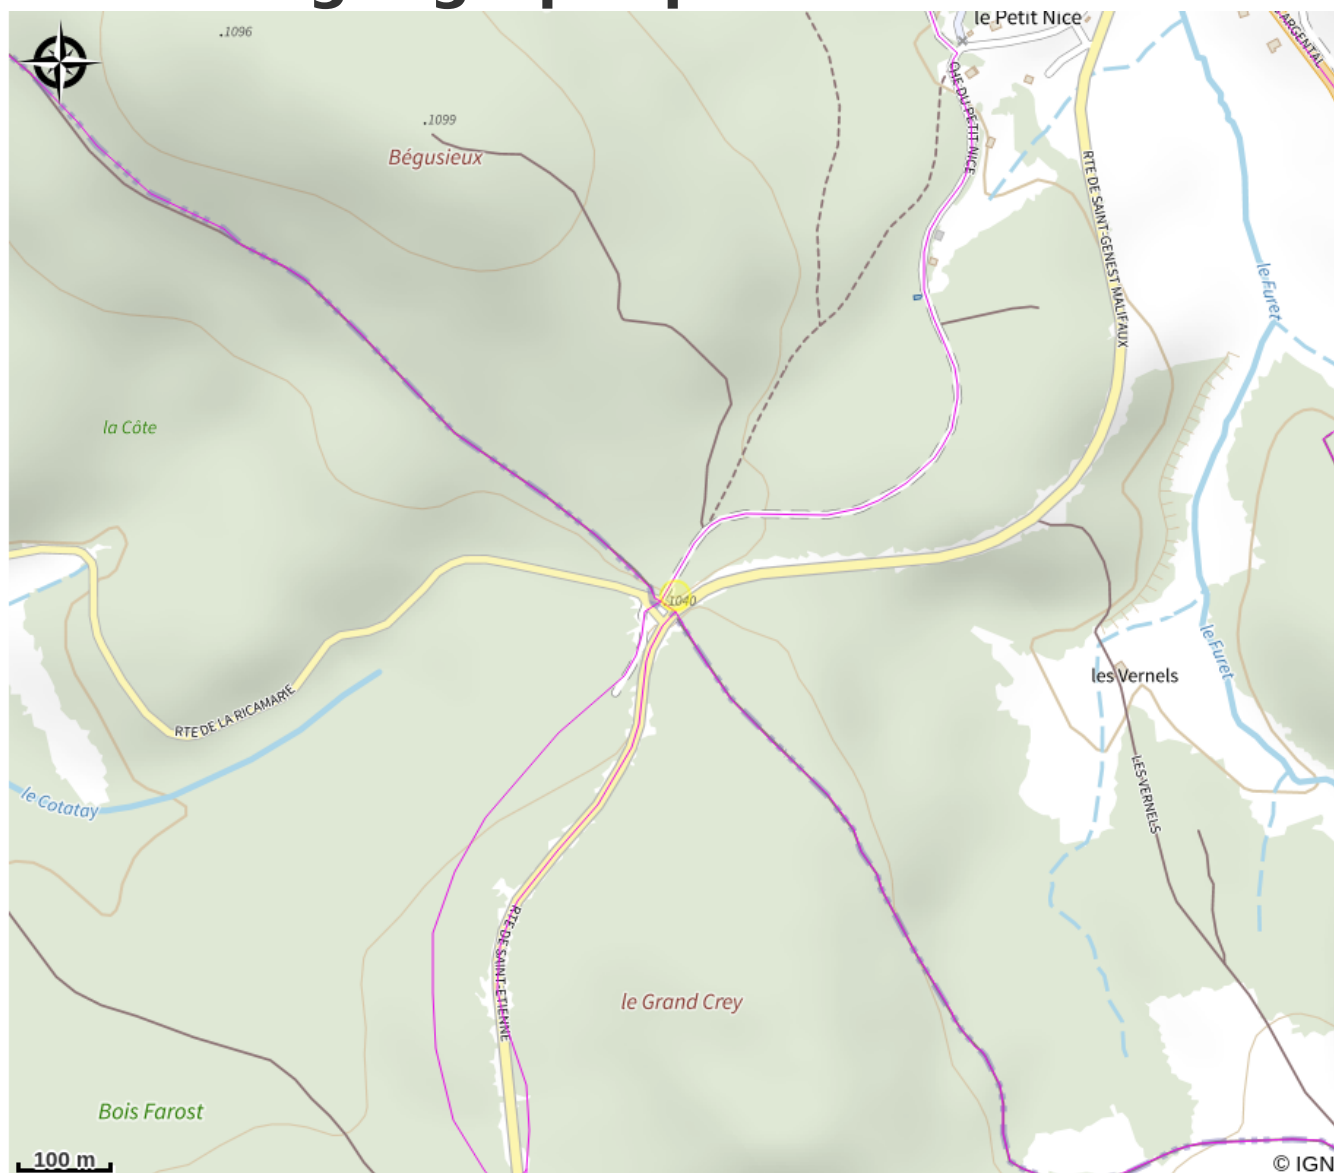 le Petit Nice
ARGENTAL
.1096
CHE DU PETIT NICE
.1099
Bégusieux
RTE DE SAINT-GENEST MALIFAUX
le Furet
la Côte
1040
le Furet
les Vernels
RTE DE LA RICAMARIE
le Cotatay
LES VERNELS
RTE DE SAINT-ETIENNE
le Grand Crey
Bois Farost
100 m
© IGN